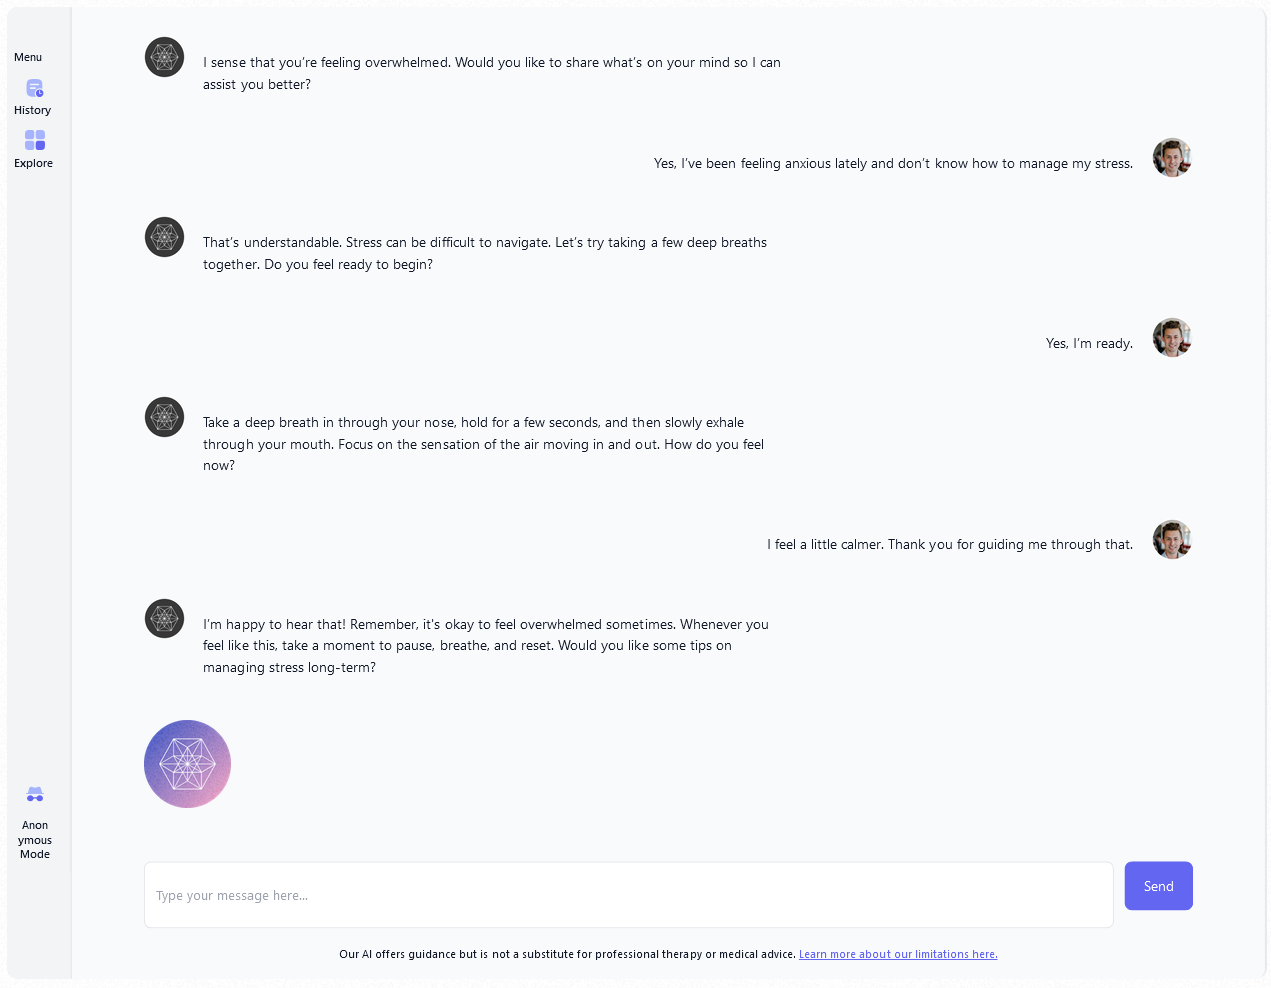 Menu
History
Explore
I sense that you're feeling overwhelmed. Would you like to share what's on your mind so I can
assist you better?
Yes, I've been feeling anxious lately and don't know how to manage my stress.
That's understandable. Stress can be difficult to navigate. Let's try taking a few deep breaths
together. Do you feel ready to begin?
Yes, I'm ready.
Take a deep breath in through your nose, hold for a few seconds, and then slowly exhale
through your mouth. Focus on the sensation of the air moving in and out. How do you feel
now?
I feel a little calmer. Thank you for guiding me through that.
I'm happy to hear that! Remember, it's okay to feel overwhelmed sometimes. Whenever you
feel like this, take a moment to pause, breathe, and reset. Would you like some tips on
managing stress long-term?
Anon
ymous
Mode
Type your message here...
Send
Our AI offers guidance but is not a substitute for professional therapy or medical advice. Learn more about our limitations here.